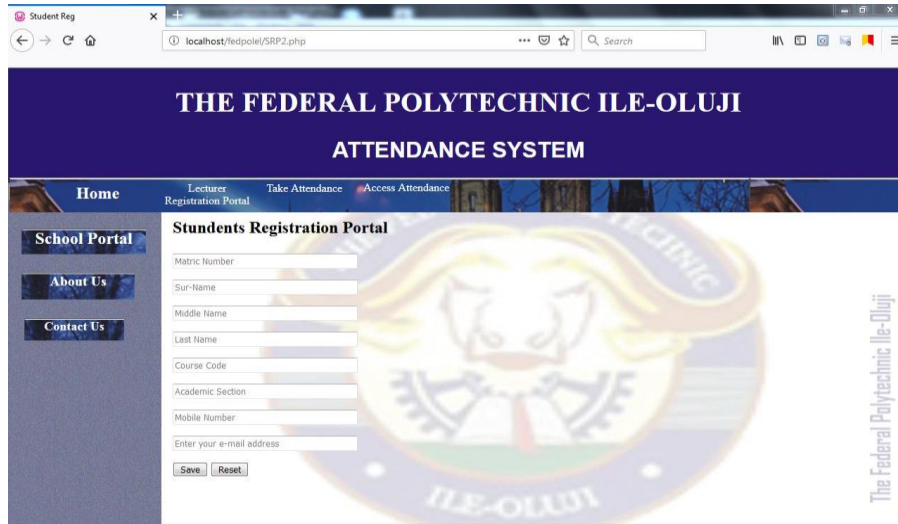 Student Reg
localhost/fedpolel/SRP2.php
Search
THE FEDERAL POLYTECHNIC ILE-OLUJI
ATTENDANCE SYSTEM
Home
Lecturer
Registration Portal
Take Attendance
Access Attendance
School Portal
About Us
Contact Us
Stundents Registration Portal
Matric Number
Sur-Name
Middle Name
Last Name
Course Code
Academic Section
Mobile Number
Enter your e-mail address
Save
Reset
POLYTECHNIC
ILE-OLUJI
The Federal Polytechnic Ile-Oluji